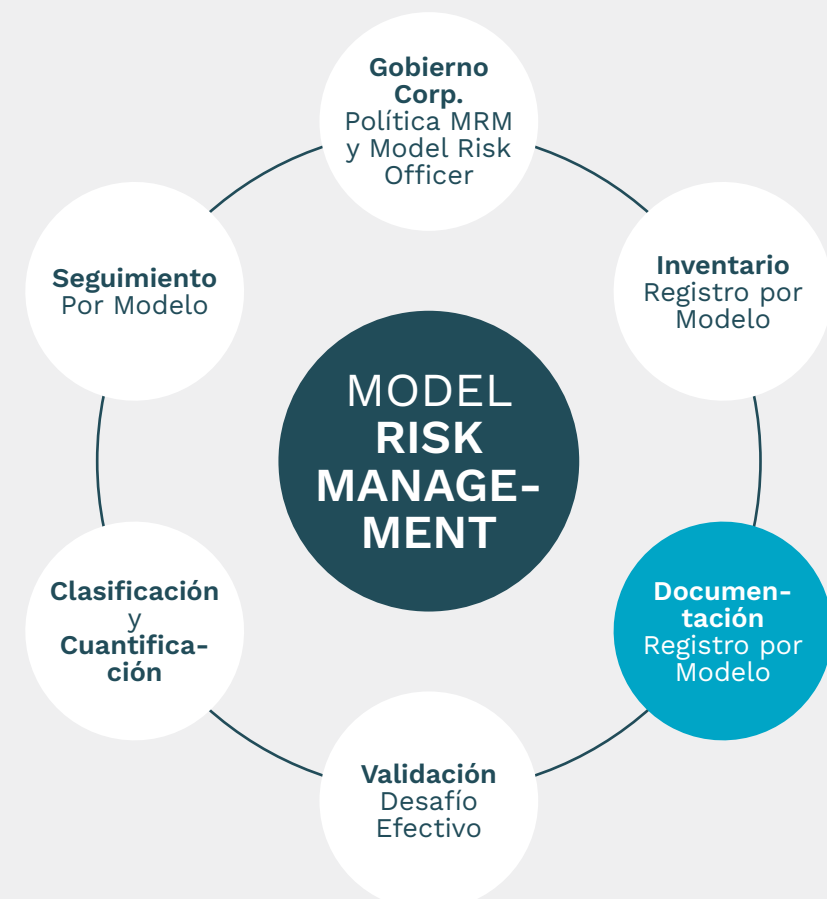 Gobierno
Corp.
Política MRM
y Model Risk
Officer
Inventario
Registro por
Modelo
Documen-
tación
Registro por
Modelo
Validación
Desafío
Efectivo
Clasificación
y
Cuantifica-
ción
Seguimiento
Por Modelo
MODEL
RISK
MANAGE-
MENT